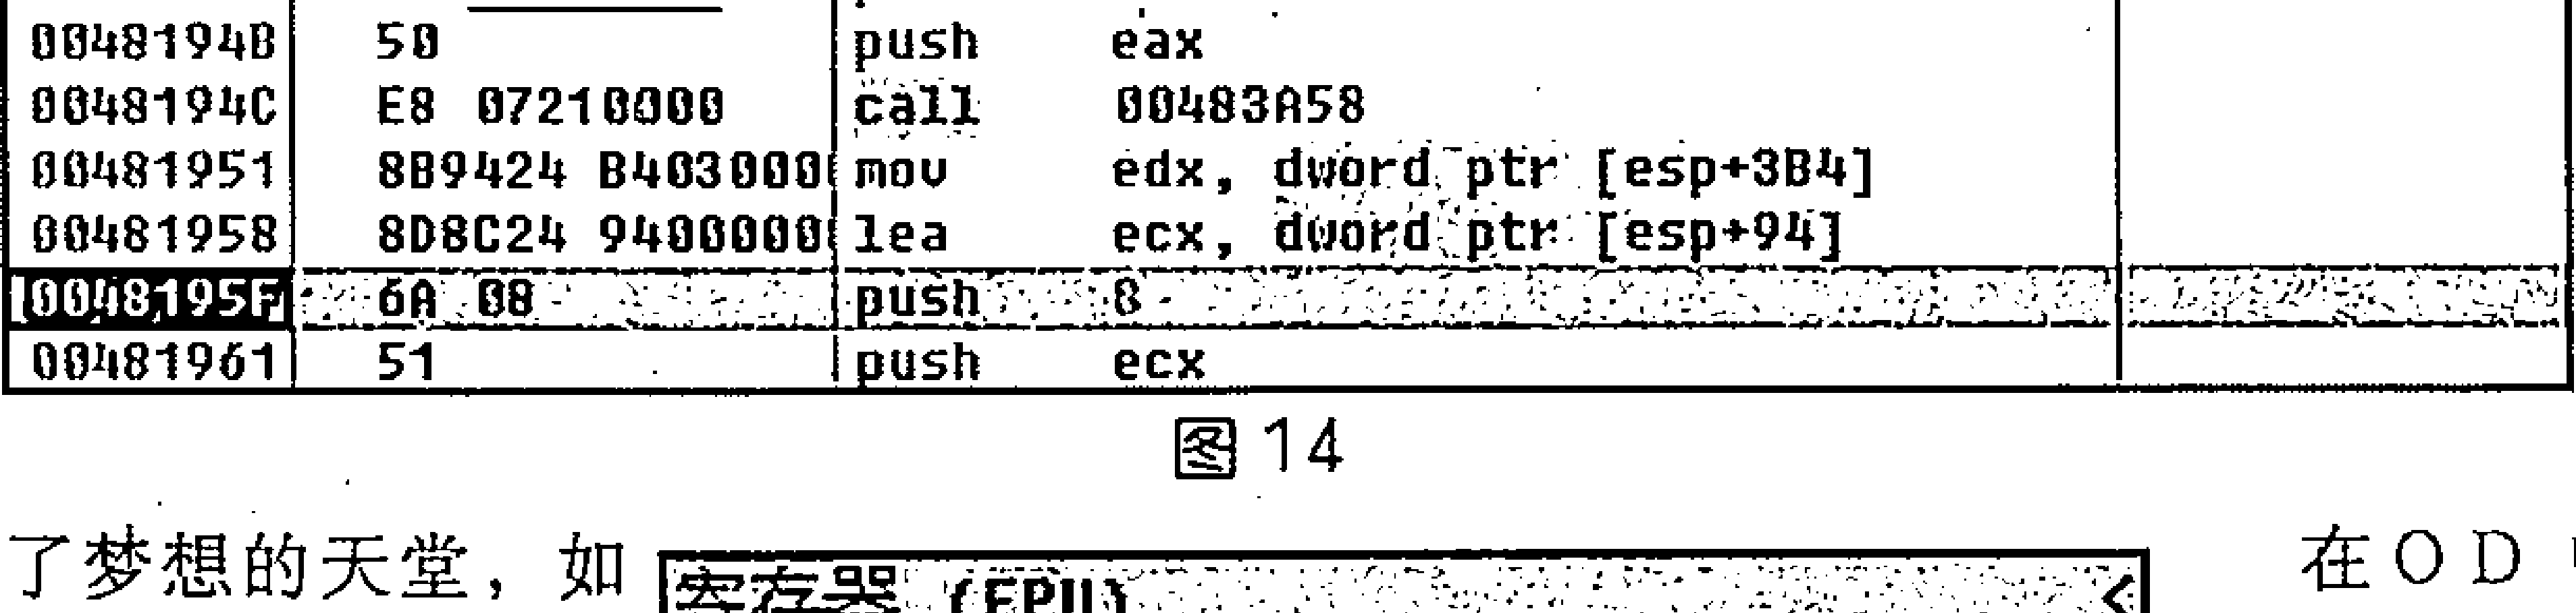 0048194B 50 push eax
0048194C E8 07210000 call 00483A58
00481951 8B9424 B403000 mov edx, dword ptr [esp+3B4]
00481958 8D8C24 9400000 lea ecx, dword ptr [esp+94]
0048195F 6A 08 push 8
00481961 51 push ecx
图 14
了梦想的天堂，如
寄存器 (FPU) <
在OD